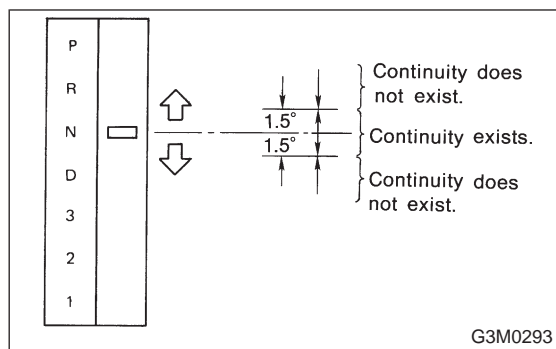 P
R
N
D
3
2
1
1.5°
1.5°
Continuity does
not exist.
Continuity exists.
Continuity does
not exist.
G3M0293